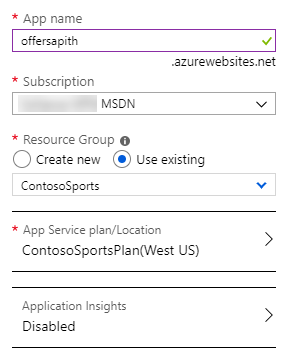 * App name
offersapith
.azurewebsites.net
* Subscription
MSDN
* Resource Group
Create new Use existing
ContosoSports
* App Service plan/Location
ContosoSportsPlan(West US)
Application Insights
Disabled